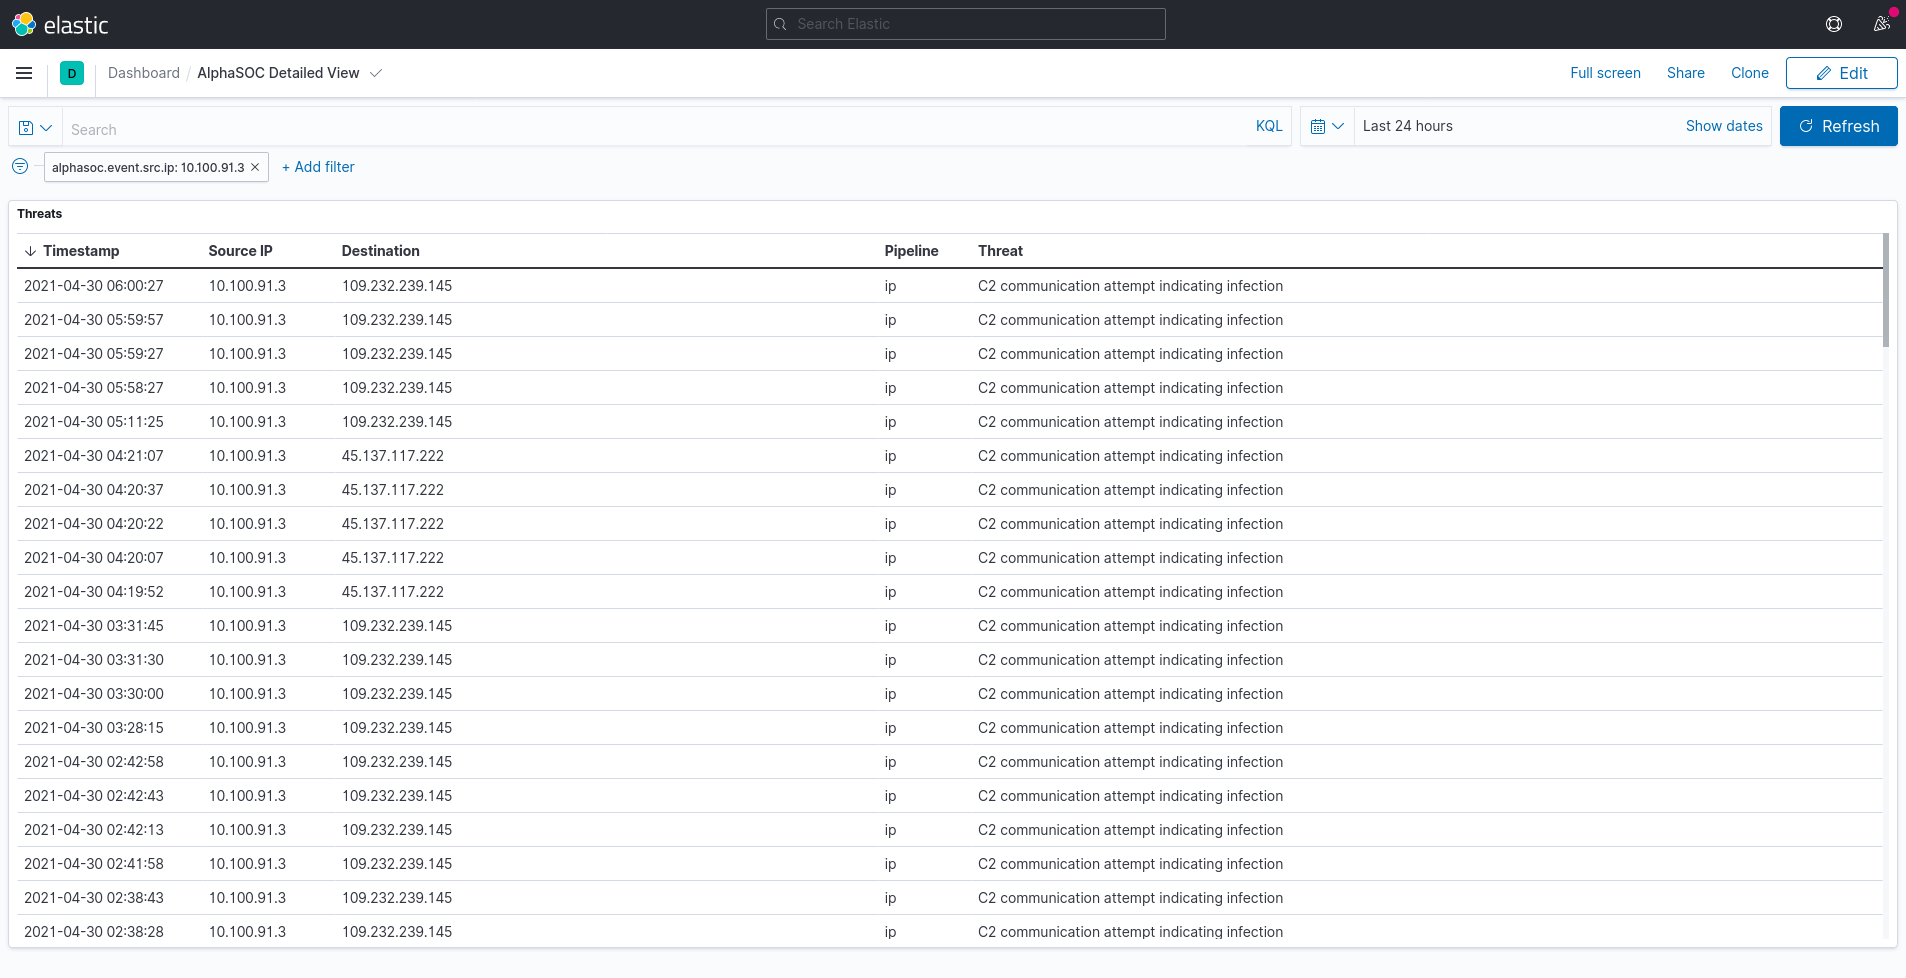 elastic
Search Elastic
D Dashboard / AlphaSOC Detailed View Full screen Share Clone Edit
Search KQL Last 24 hours Show dates Refresh
alphasoc.event.src.ip: 10.100.91.3 × + Add filter
Threats
Timestamp Source IP Destination Pipeline Threat
2021-04-30 06:00:27 10.100.91.3 109.232.239.145 ip C2 communication attempt indicating infection
2021-04-30 05:59:57 10.100.91.3 109.232.239.145 ip C2 communication attempt indicating infection
2021-04-30 05:59:27 10.100.91.3 109.232.239.145 ip C2 communication attempt indicating infection
2021-04-30 05:58:27 10.100.91.3 109.232.239.145 ip C2 communication attempt indicating infection
2021-04-30 05:11:25 10.100.91.3 109.232.239.145 ip C2 communication attempt indicating infection
2021-04-30 04:21:07 10.100.91.3 45.137.117.222 ip C2 communication attempt indicating infection
2021-04-30 04:20:37 10.100.91.3 45.137.117.222 ip C2 communication attempt indicating infection
2021-04-30 04:20:22 10.100.91.3 45.137.117.222 ip C2 communication attempt indicating infection
2021-04-30 04:20:07 10.100.91.3 45.137.117.222 ip C2 communication attempt indicating infection
2021-04-30 04:19:52 10.100.91.3 45.137.117.222 ip C2 communication attempt indicating infection
2021-04-30 03:31:45 10.100.91.3 109.232.239.145 ip C2 communication attempt indicating infection
2021-04-30 03:31:30 10.100.91.3 109.232.239.145 ip C2 communication attempt indicating infection
2021-04-30 03:30:00 10.100.91.3 109.232.239.145 ip C2 communication attempt indicating infection
2021-04-30 03:28:15 10.100.91.3 109.232.239.145 ip C2 communication attempt indicating infection
2021-04-30 02:42:58 10.100.91.3 109.232.239.145 ip C2 communication attempt indicating infection
2021-04-30 02:42:43 10.100.91.3 109.232.239.145 ip C2 communication attempt indicating infection
2021-04-30 02:42:13 10.100.91.3 109.232.239.145 ip C2 communication attempt indicating infection
2021-04-30 02:41:58 10.100.91.3 109.232.239.145 ip C2 communication attempt indicating infection
2021-04-30 02:38:43 10.100.91.3 109.232.239.145 ip C2 communication attempt indicating infection
2021-04-30 02:38:28 10.100.91.3 109.232.239.145 ip C2 communication attempt indicating infection